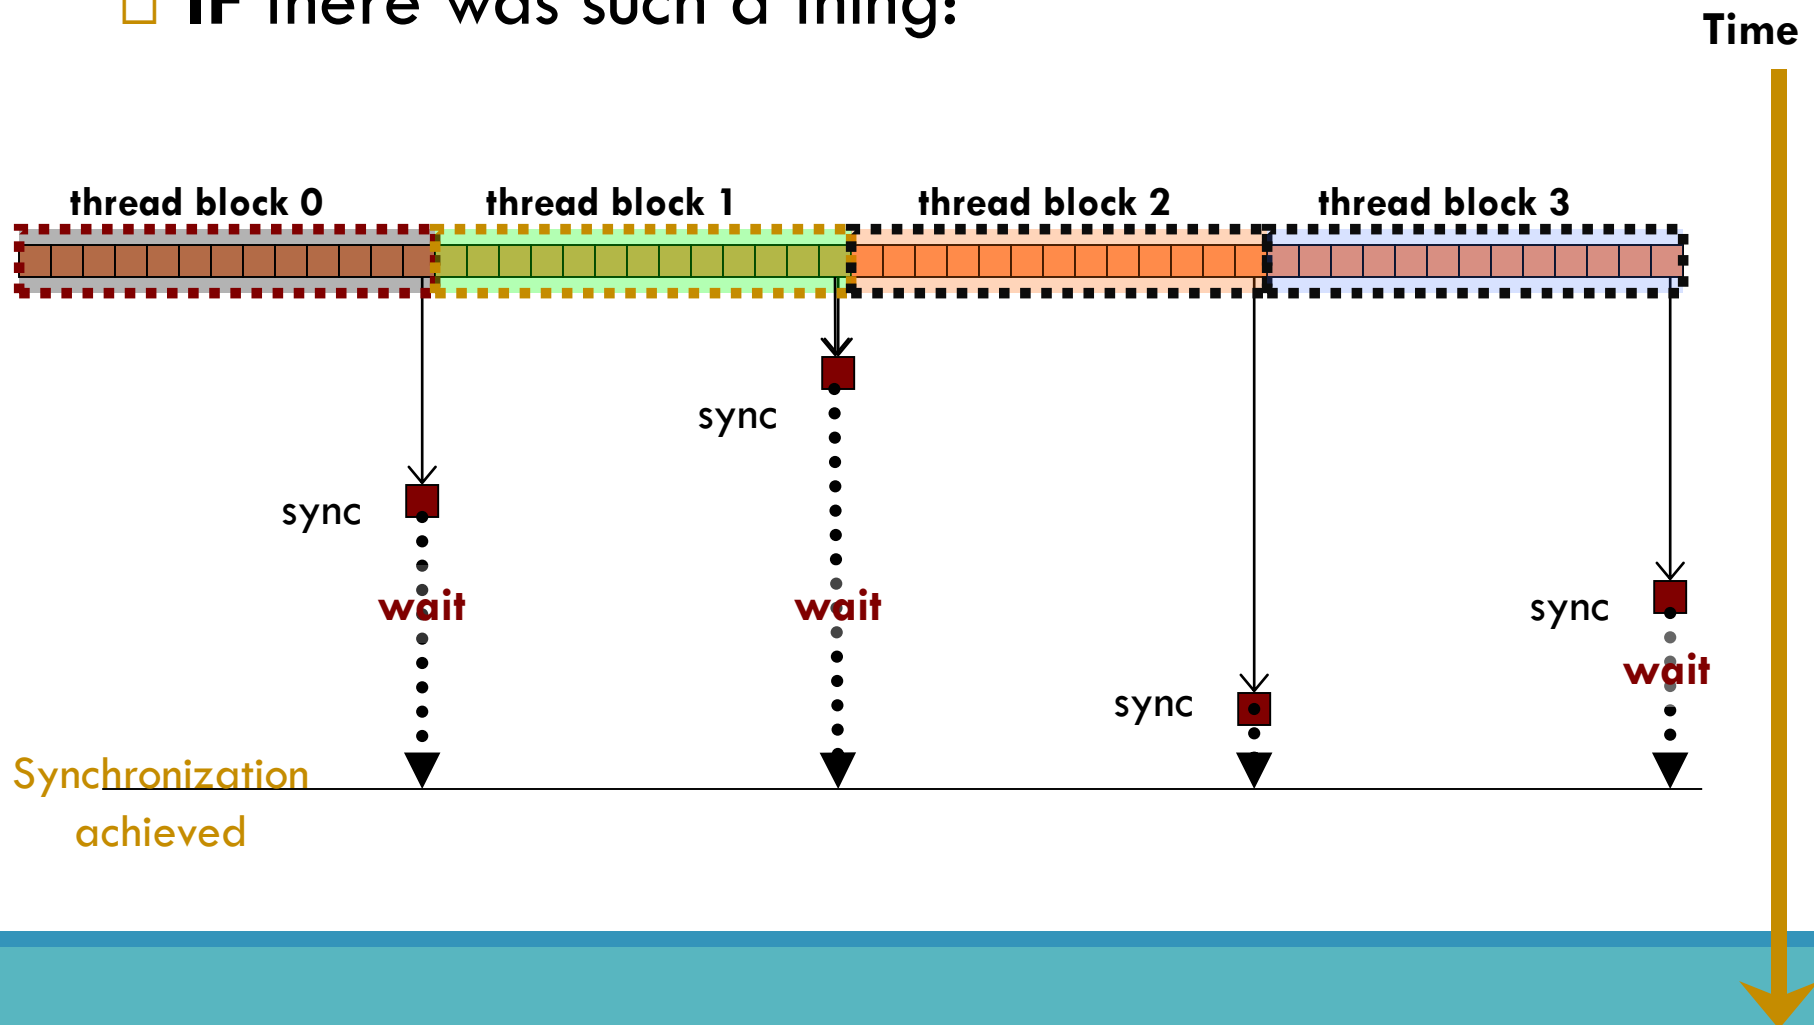 IF there was such a thing:
Time
thread block 0
thread block 1
thread block 2
thread block 3
sync
sync
wait
wait
sync
wait
sync
Synchronization
achieved